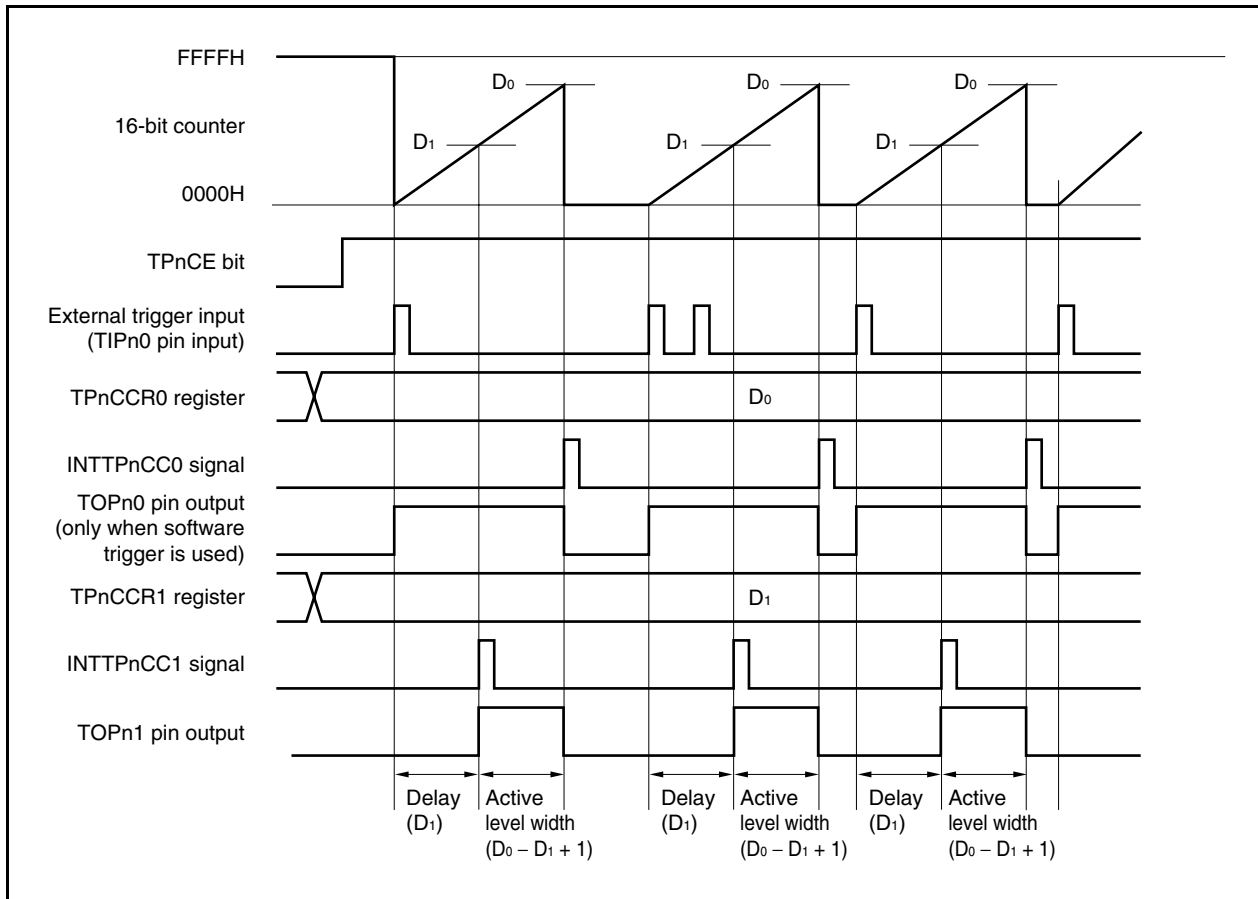 FFFFH
D0
D0
D0
16-bit counter
D1
D1
D1
0000H
TPnCE bit
External trigger input
(TIPn0 pin input)
TPnCCR0 register
D0
INTTPnCC0 signal
TOPn0 pin output
(only when software
trigger is used)
TPnCCR1 register
D1
INTTPnCC1 signal
TOPn1 pin output
Delay
(D1)
Active
level width
(D0 − D1 + 1)
Delay
(D1)
Active
level width
(D0 − D1 + 1)
Delay
(D1)
Active
level width
(D0 − D1 + 1)